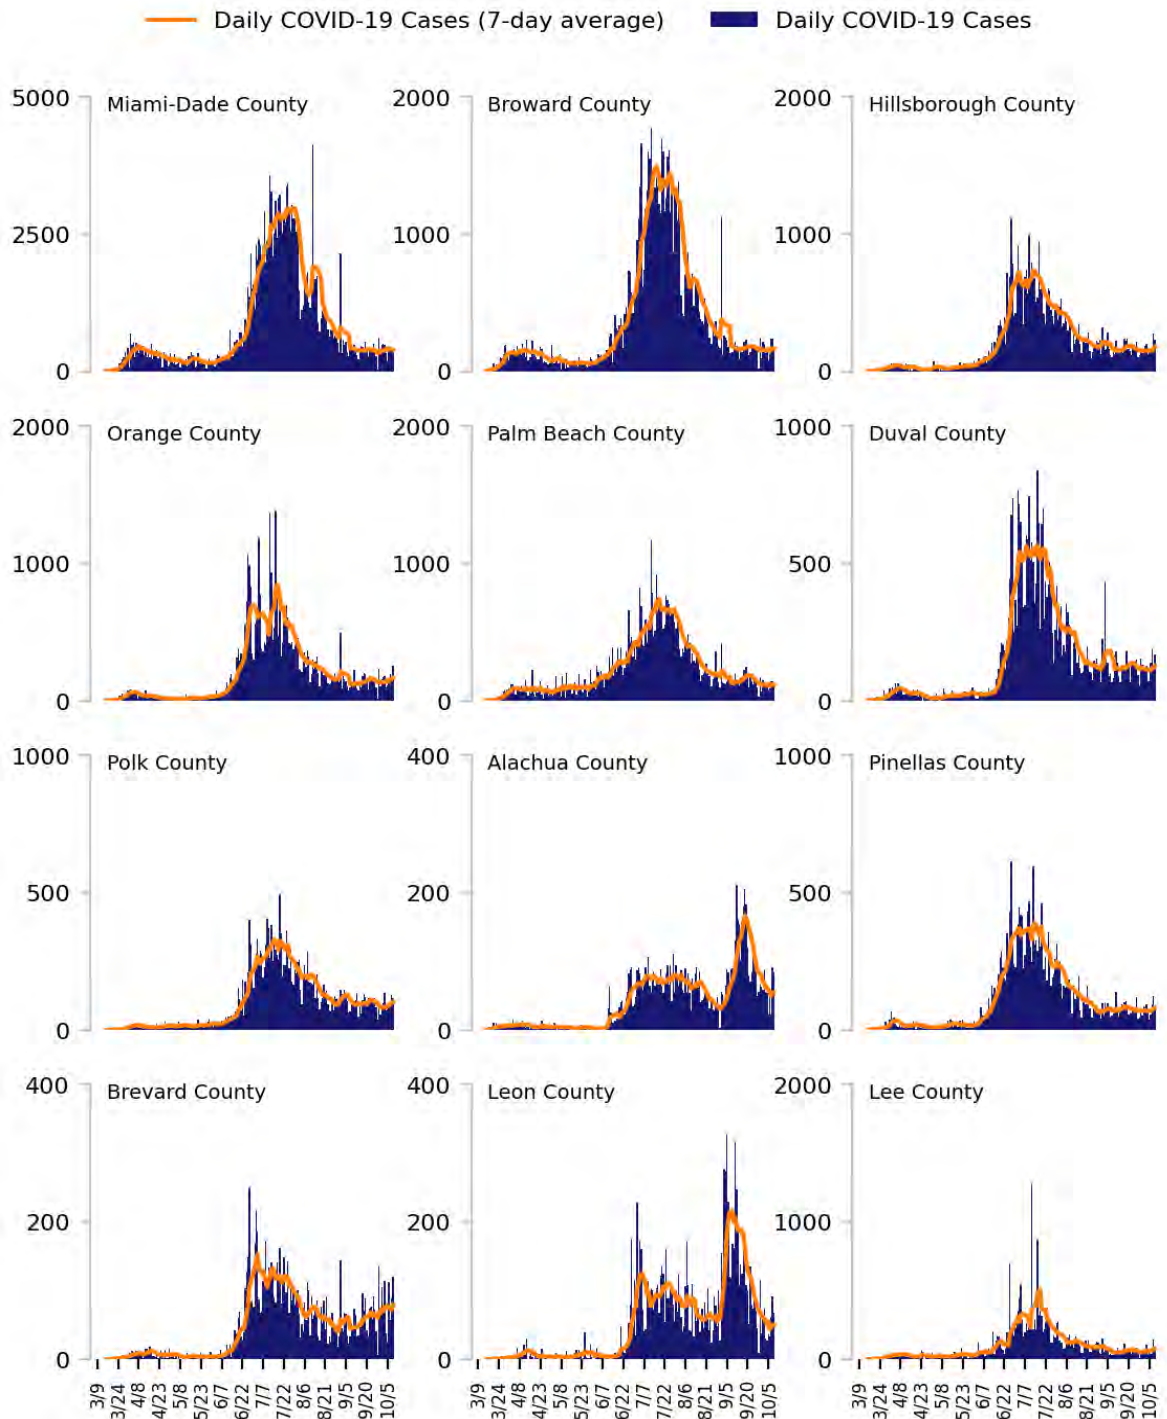 Daily COVID-19 Cases (7-day average) Daily COVID-19 Cases
5000 Miami-Dade County 2000 Broward County 2000 Hillsborough County
2500 1000 1000
0 0 0
2000 Orange County 2000 Palm Beach County 1000 Duval County
1000 1000 500
0 0 0
1000 Polk County 400 Alachua County 1000 Pinellas County
500 200 500
0 0 0
400 Brevard County 400 Leon County 2000 Lee County
200 200 1000
0 0 0
3/9 3/24 4/8 4/23 5/8 5/23 6/7 6/22 7/7 7/22 8/6 8/21 9/5 9/20 10/5 3/9 3/24 4/8 4/23 5/8 5/23 6/7 6/22 7/7 7/22 8/6 8/21 9/5 9/20 10/5 3/9 3/24 4/8 4/23 5/8 5/23 6/7 6/22 7/7 7/22 8/6 8/21 9/5 9/20 10/5